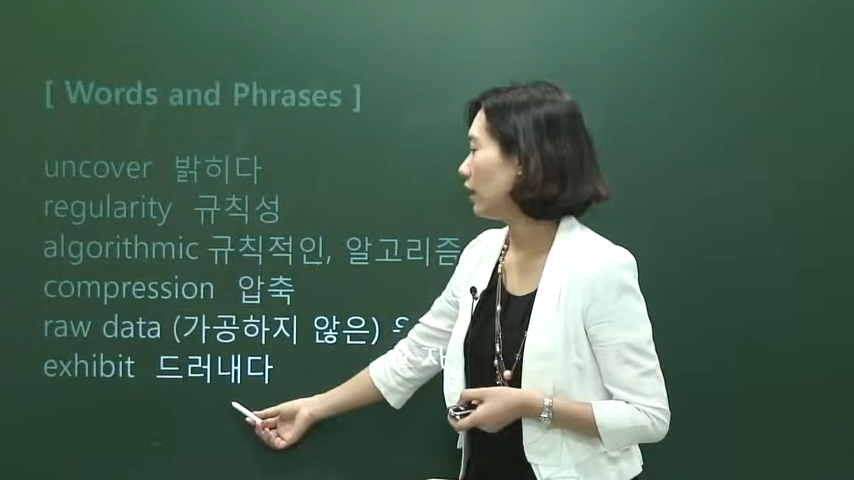 [ Words and Phrases ]
uncover 밝히다
regularity 규칙성
algorithmic 규칙적인, 알고리즘
compression 압축
raw data (가공하지 않은)
exhibit 드러내다